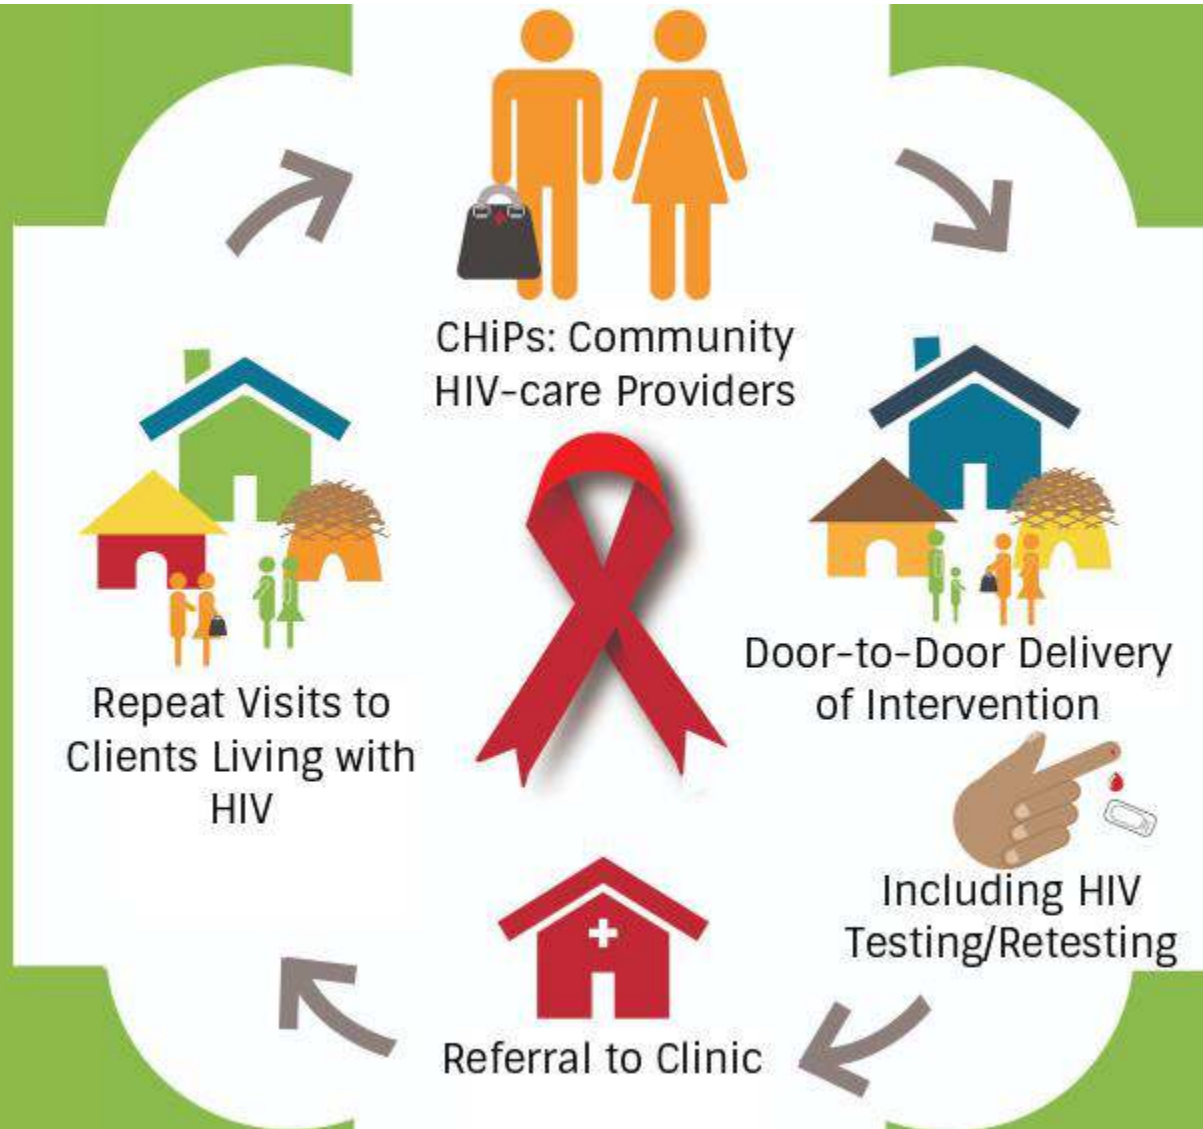 CHiPs: Community
HIV-care Providers
Door-to-Door Delivery
of Intervention
Including HIV
Testing/Retesting
Referral to Clinic
Repeat Visits to
Clients Living with
HIV